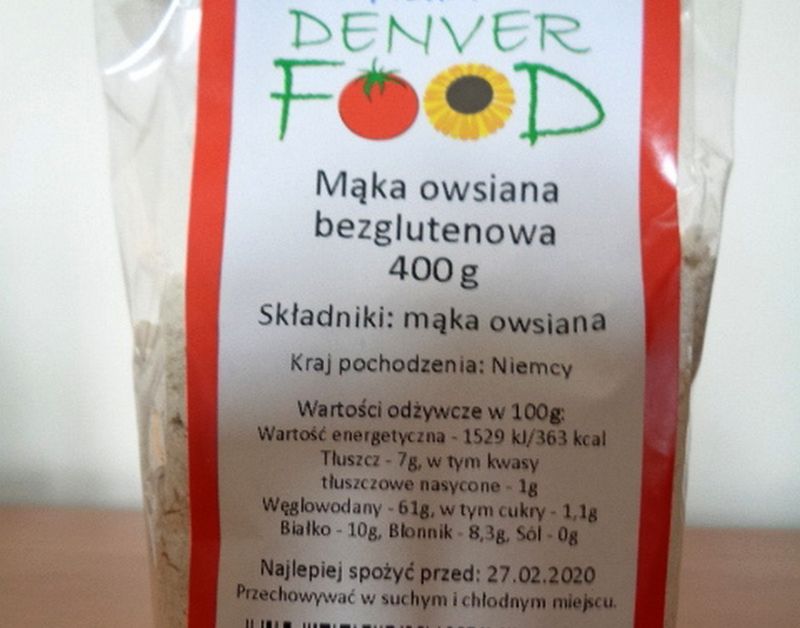 DENVER
FOOD
Mąka owsiana
bezglutenowa
400 g
Składniki: mąka owsiana
Kraj pochodzenia: Niemcy
Wartości odżywcze w 100g:
Wartość energetyczna - 1529 kJ/363 kcal
Tłuszcz - 7g, w tym kwasy
tłuszczowe nasycone - 1g
Węglowodany - 61g, w tym cukry - 1,1g
Białko - 10g, Błonnik - 8,3g, Sól - 0g
Najlepiej spożyć przed: 27.02.2020
Przechowywać w suchym i chłodnym miejscu.